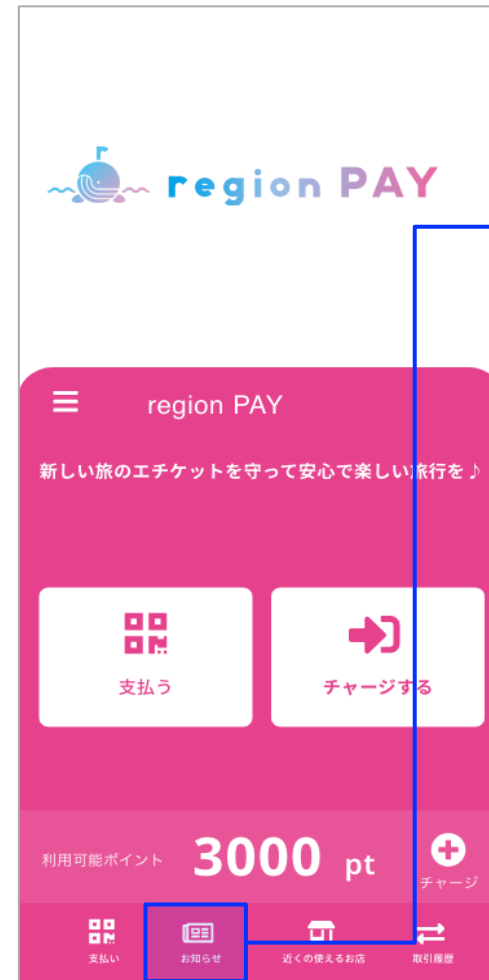 region PAY
region PAY
新しい旅のエチケットを守って安心で楽しい旅行を♪
支払う
チャージする
利用可能ポイント 3000 pt
チャージ
支払い お知らせ 近くの使えるお店 取引履歴